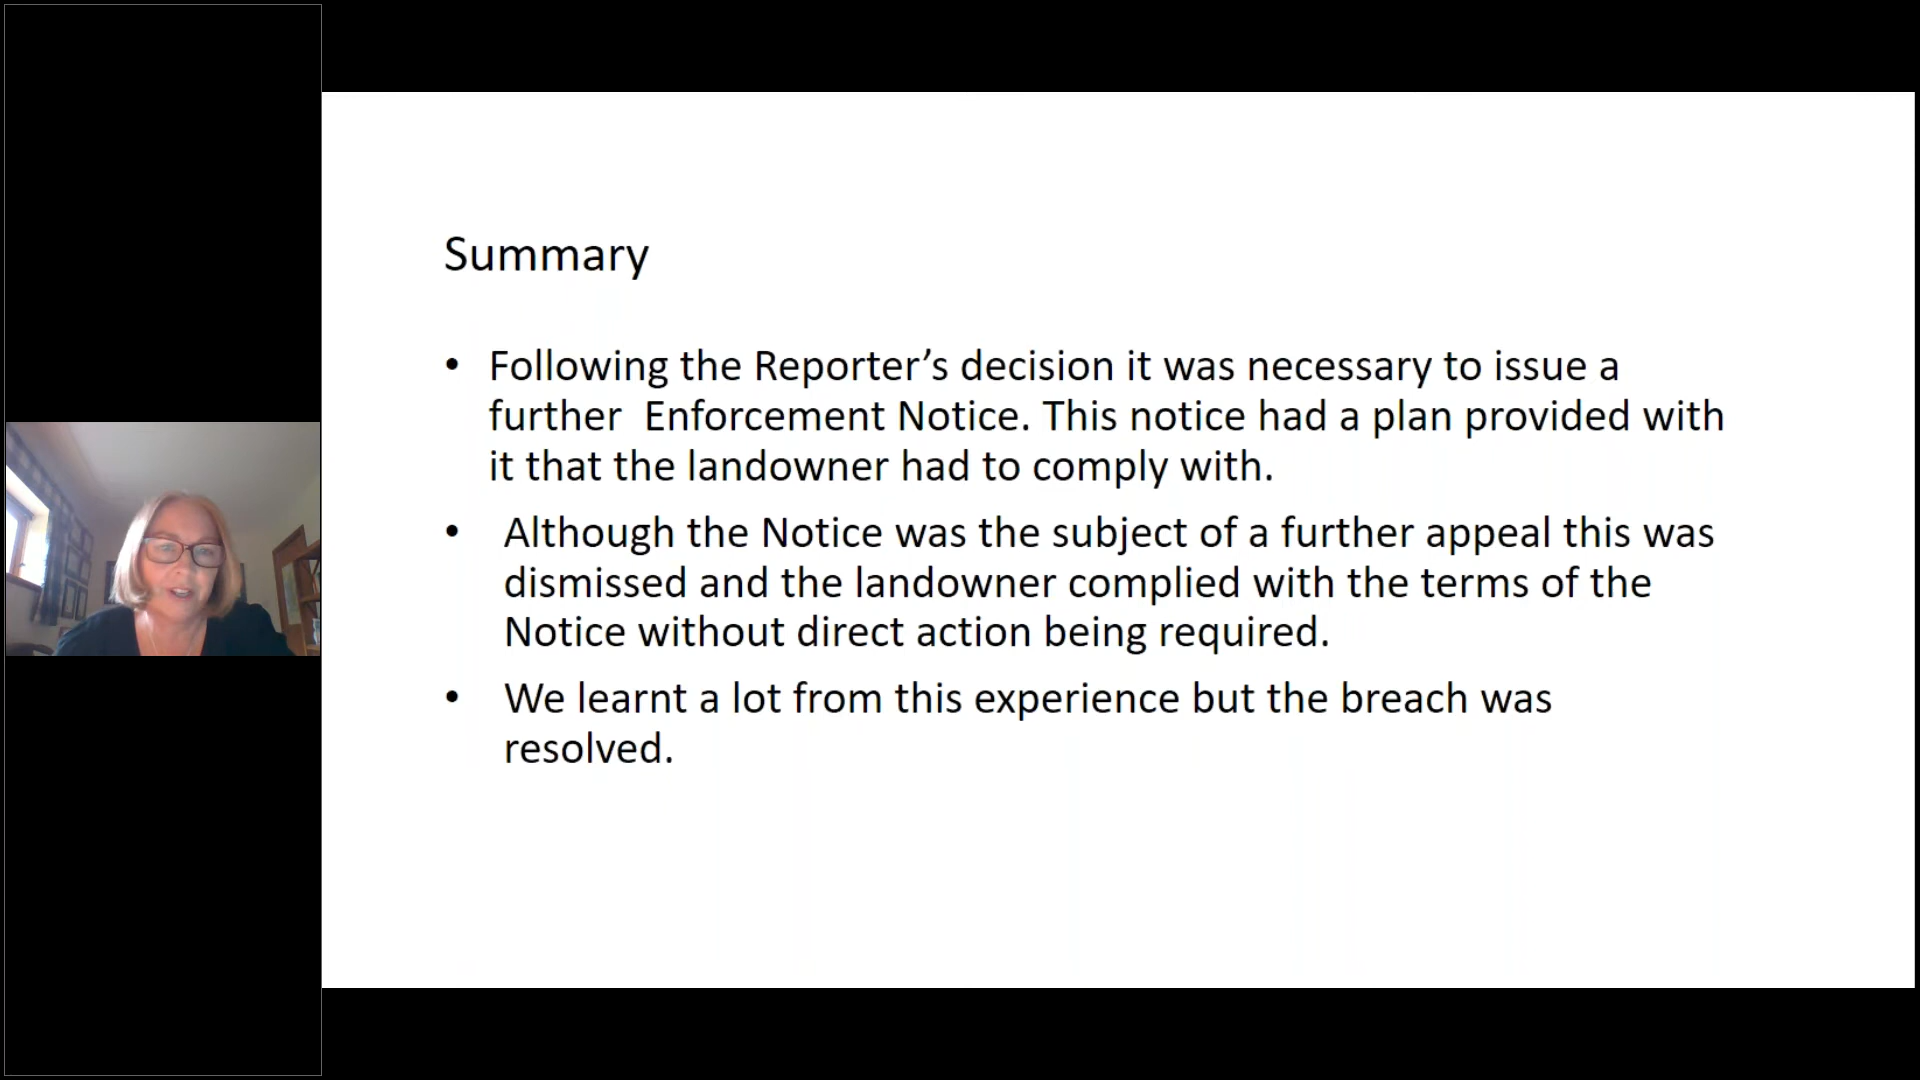 Summary
• Following the Reporter’s decision it was necessary to issue a
further  Enforcement Notice. This notice had a plan provided with
it that the landowner had to comply with.
• Although the Notice was the subject of a further appeal this was
dismissed and the landowner complied with the terms of the
Notice without direct action being required.
• We learnt a lot from this experience but the breach was
resolved.